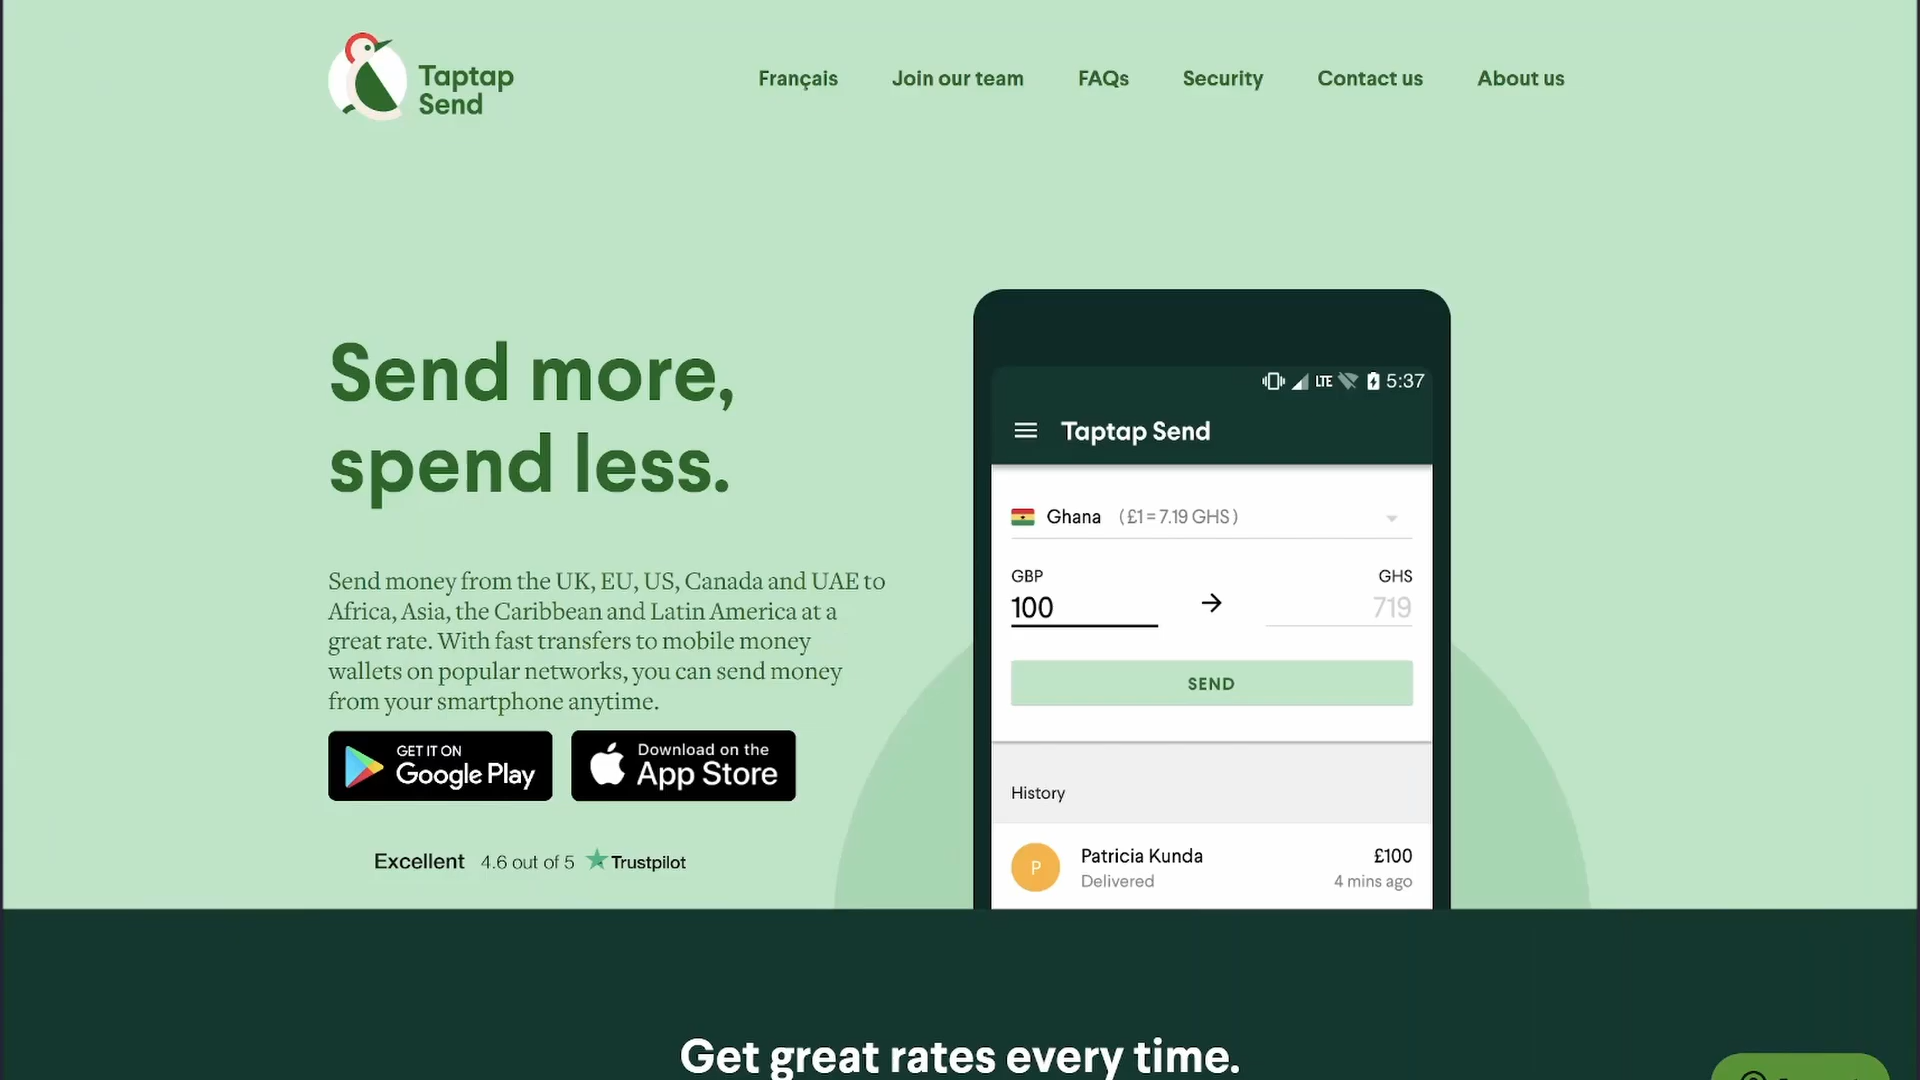 Taptap
Send
Français
Join our team
FAQs
Security
Contact us
About us
Send more,
spend less.
Send money from the UK, EU, US, Canada and UAE to
Africa, Asia, the Caribbean and Latin America at a
great rate. With fast transfers to mobile money
wallets on popular networks, you can send money
from your smartphone anytime.
GET IT ON
Google Play
Download on the
App Store
Excellent 4.6 out of 5 Trustpilot
LTE 5:37
Taptap Send
Ghana (£1 = 7.19 GHS)
GBP GHS
100 719
SEND
History
P
Patricia Kunda £100
Delivered 4 mins ago
Get great rates every time.